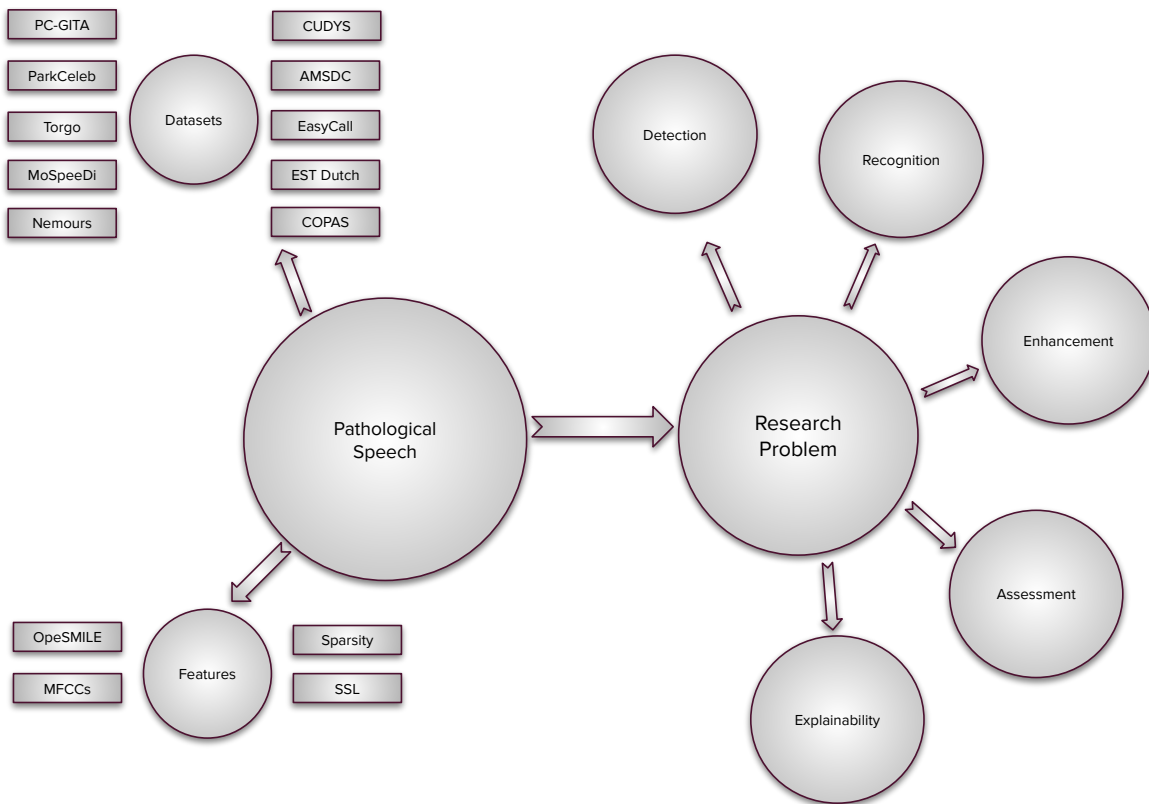 PC-GITA
ParkCeleb
Torgo
MoSpeeDi
Nemours
Datasets
CUDYS
AMSDC
EasyCall
EST Dutch
COPAS
Detection
Recognition
Enhancement
Pathological
Speech
Research
Problem
Assessment
Explainability
OpeSMILE
MFCCs
Features
Sparsity
SSL